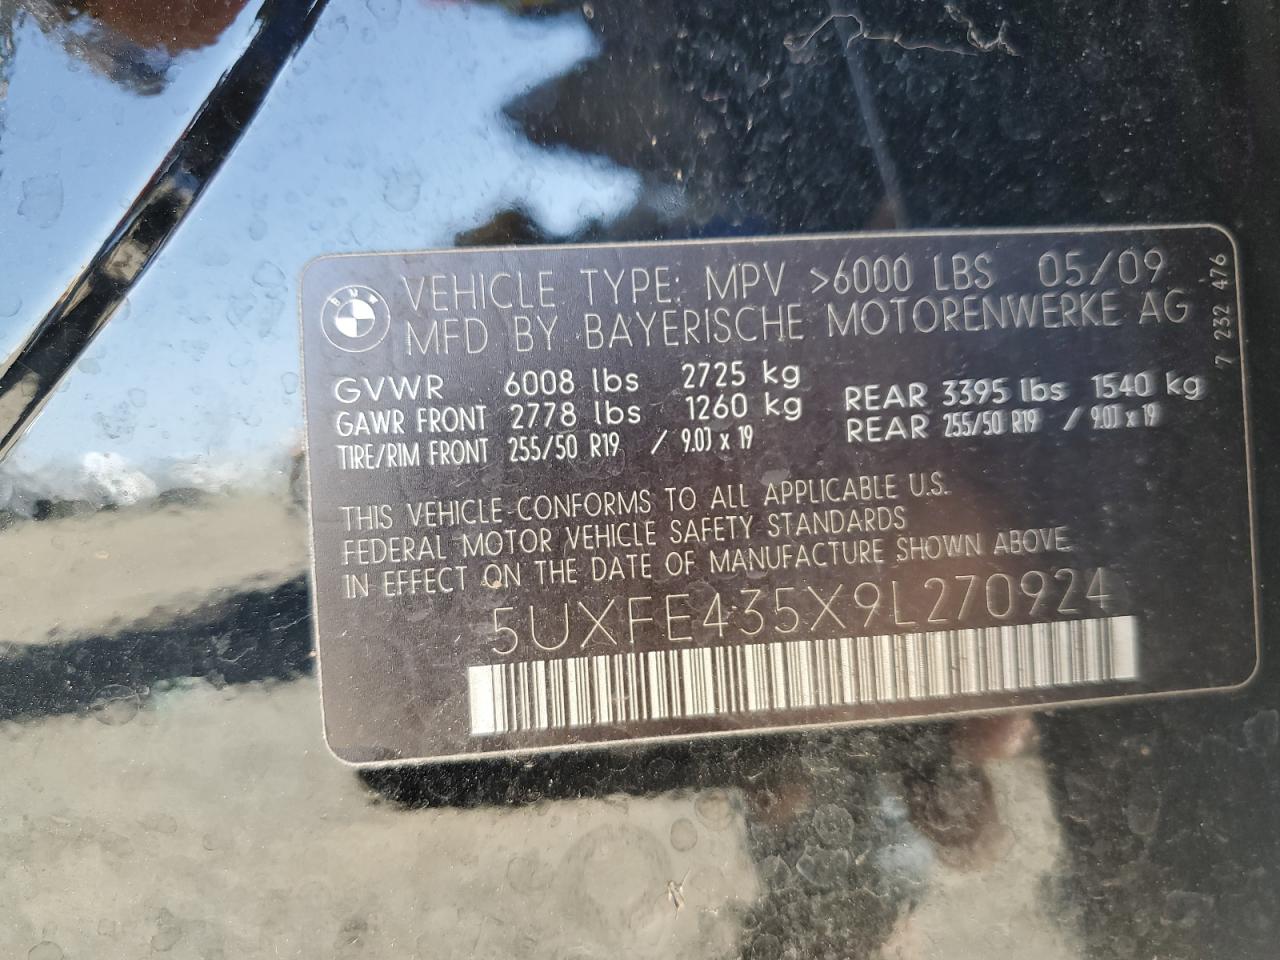 BMW
VEHICLE TYPE: MPV >6000 LBS 05/09
MFD BY BAYERISCHE MOTORENWERKE AG
7 232 476
GVWR 6008 lbs 2725 kg
GAWR FRONT 2778 lbs 1260 kg REAR 3395 lbs 1540 kg
TIRE/RIM FRONT 255/50 R19 / 9.0J x 19 REAR 255/50 R19 / 9.0J x 19
THIS VEHICLE CONFORMS TO ALL APPLICABLE U.S.
FEDERAL MOTOR VEHICLE SAFETY STANDARDS
IN EFFECT ON THE DATE OF MANUFACTURE SHOWN ABOVE
5UXFE435X9L270924